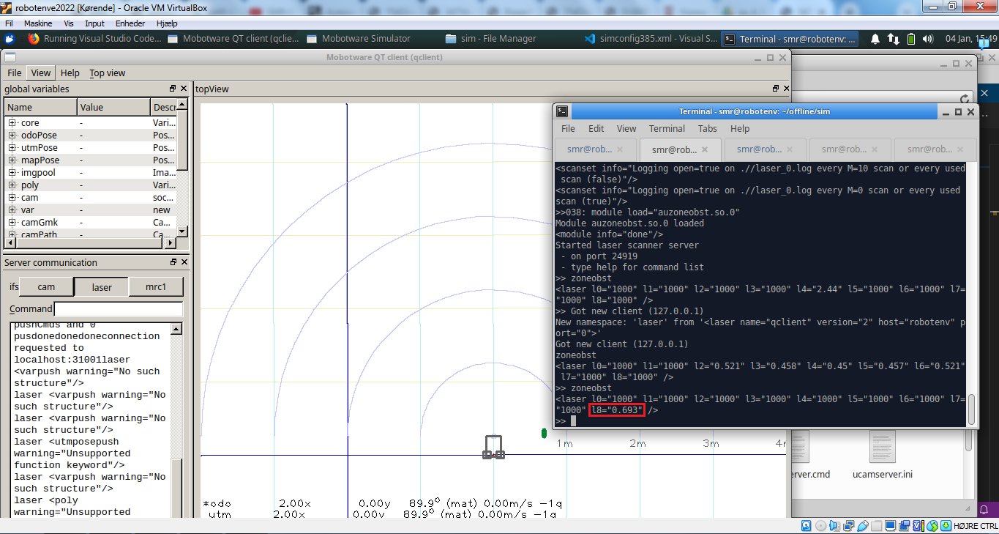 robotenve2022 [Kørende] - Oracle VM VirtualBox
Fil Maskine Vis Input Enheder Hjælp
Running Visual Studio Code... Mobotware QT client (qclie... Mobotware Simulator sim - File Manager simconfig385.xml - Visual S... Terminal - smr@robotenv: ... 04 Jan, 15:49
Mobotware QT client (qclient)
File View Help Top view
global variables
Name Value Descr
core - Vari...
odoPose - Pos...
utmPose - Pos...
mapPose - Pos...
imgpool - Ima...
poly - Vari...
cam - soc...
var - new
camGmk - Ca...
camPath - Ca...
Server communication
ifs cam laser mrc1
Command
pushCmds and 0
pusdonedonedoneconnection
requested to
localhost:31001laser
<varpush warning="No such
structure"/>
laser <varpush warning="No
such structure"/>
laser <varpush warning="No
such structure"/>
laser <utmposepush
warning="Unsupported
function keyword"/>
laser <varpush warning="No
such structure"/>
laser <poly
warning="Unsupported
topView
1m 2m 3m 4m
*odo 2.00x 0.00y 89.9° (mat) 0.00m/s -1q
utm 2.00x 0.00y 89.9° (mat) 0.00m/s -1q
Terminal - smr@robotenv: ~/offline/sim
File Edit View Terminal Tabs Help
smr@rob... smr@rob... smr@rob... smr@rob... smr@rob...
<scanset info="Logging open=true on .//laser_0.log every M=10 scan or every used
scan (false)"/>
<scanset info="Logging open=true on .//laser_0.log every M=0 scan or every used
scan (true)"/>
>>038: module load="auzoneobst.so.0"
Module auzoneobst.so.0 loaded
<module info="done"/>
Started laser scanner server
- on port 24919
- type help for command list
>> zoneobst
<laser l0="1000" l1="1000" l2="1000" l3="1000" l4="2.44" l5="1000" l6="1000" l7=
"1000" l8="1000" />
>> Got new client (127.0.0.1)
New namespace: 'laser' from '<laser name="qclient" version="2" host="robotenv" p
ort="0">'
Got new client (127.0.0.1)
zoneobst
<laser l0="1000" l1="1000" l2="0.521" l3="0.458" l4="0.45" l5="0.457" l6="0.521"
l7="1000" l8="1000" />
>> zoneobst
<laser l0="1000" l1="1000" l2="1000" l3="1000" l4="1000" l5="1000" l6="1000" l7=
"1000" l8="0.693" />
>>
erver.cmd ucamserver.ini
HØJRE CTRL